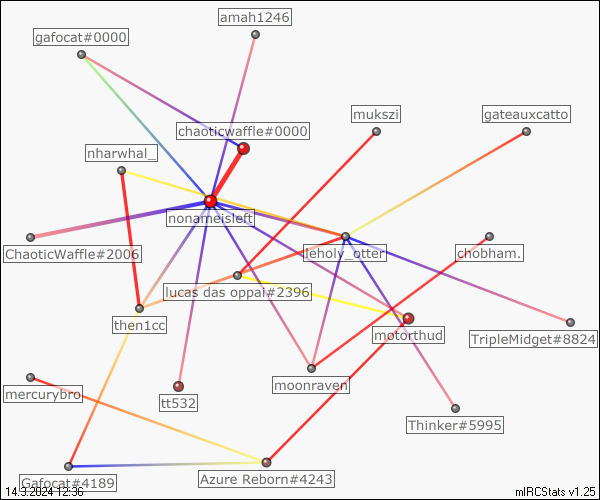 amah1246
gafocat#0000
mukszi
gateauxcatto
chaoticwaffle#0000
nharwhal_
nonameisleft
ChaoticWaffle#2006
leholy_otter
chobham.
lucas das oppai#2396
then1cc
motorthud
TripleMidget#8824
moonraven
mercurybro
tt532
Thinker#5995
Gafocat#4189
Azure Reborn#4243
14.3.2024 12:36
mIRCStats v1.25